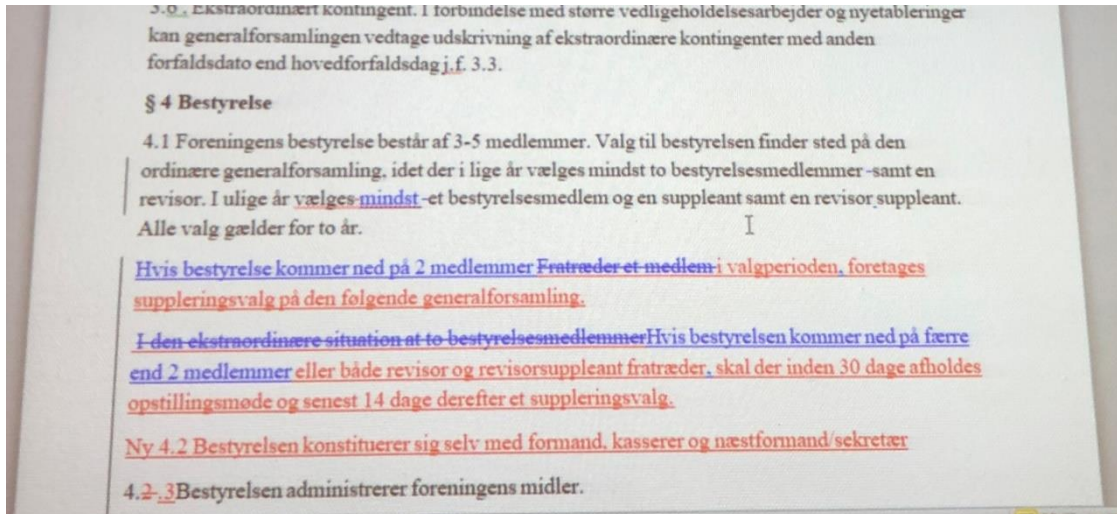 3.6. Ekstraordinært kontingent. I forbindelse med større vedligeholdelsesarbejder og nyetableringer
kan generalforsamlingen vedtage udskrivning af ekstraordinære kontingenter med anden
forfaldsdato end hovedforfaldsdag j.f. 3.3.
§ 4 Bestyrelse
4.1 Foreningens bestyrelse består af 3-5 medlemmer. Valg til bestyrelsen finder sted på den
ordinære generalforsamling, idet der i lige år vælges mindst to bestyrelsesmedlemmer -samt en
revisor. I ulige år vælges mindst -et bestyrelsesmedlem og en suppleant samt en revisor suppleant.
Alle valg gælder for to år.
Hvis bestyrelse kommer ned på 2 medlemmer Fratræder et medlem i valgperioden, foretages
suppleringsvalg på den følgende generalforsamling.
I den ekstraordinære situation at to bestyrelsesmedlemmerHvis bestyrelsen kommer ned på færre
end 2 medlemmer eller både revisor og revisorsuppleant fratræder, skal der inden 30 dage afholdes
opstillingsmøde og senest 14 dage derefter et suppleringsvalg.
Ny 4.2 Bestyrelsen konstituerer sig selv med formand, kasserer og næstformand/sekretær
4.2 .3Bestyrelsen administrerer foreningens midler.